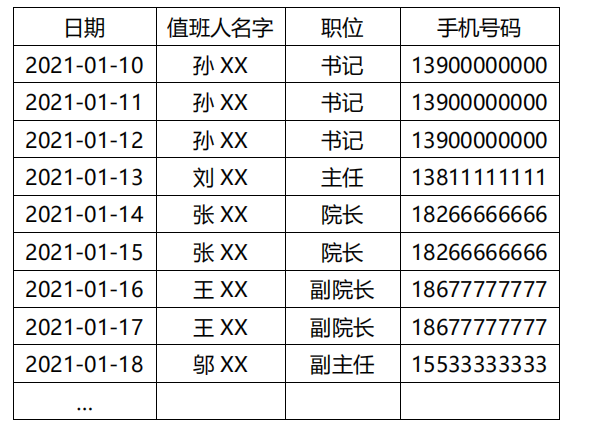 日期 值班人名字 职位 手机号码
2021-01-10 孙 XX 书记 13900000000
2021-01-11 孙 XX 书记 13900000000
2021-01-12 孙 XX 书记 13900000000
2021-01-13 刘 XX 主任 13811111111
2021-01-14 张 XX 院长 18266666666
2021-01-15 张 XX 院长 18266666666
2021-01-16 王 XX 副院长 18677777777
2021-01-17 王 XX 副院长 18677777777
2021-01-18 邬 XX 副主任 15533333333
...